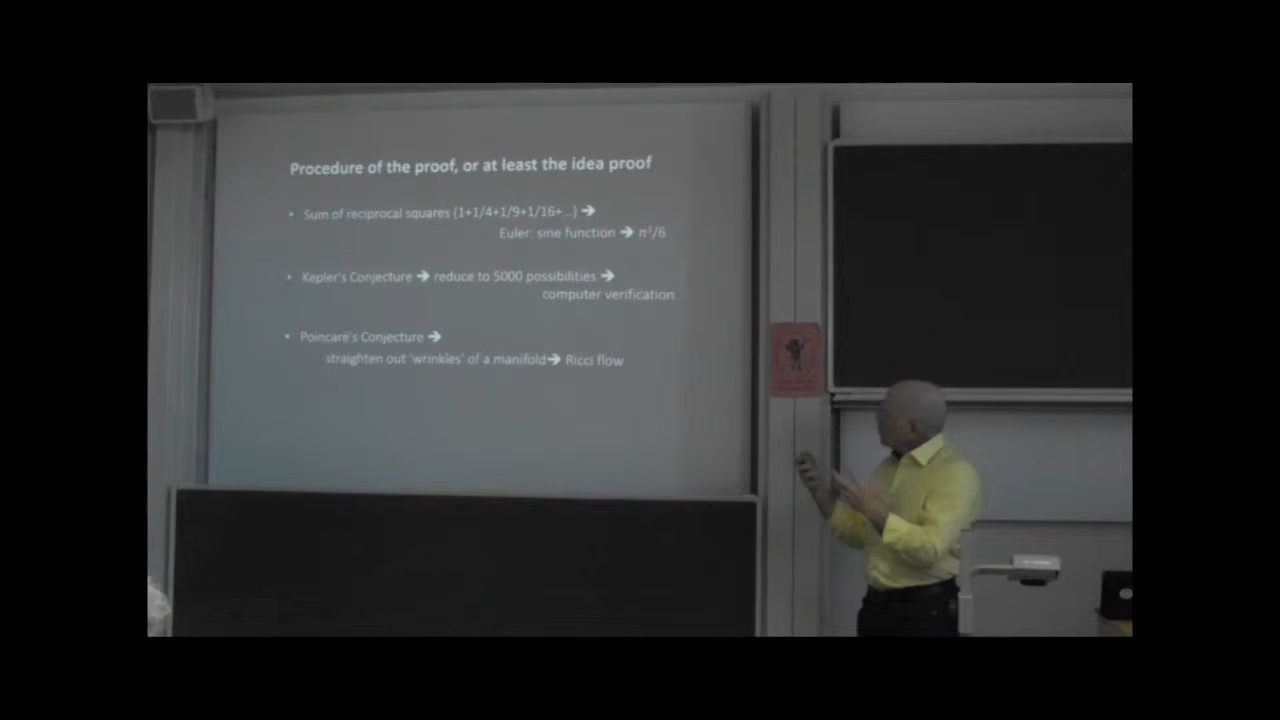 Procedure of the proof, or at least the idea proof
• Sum of reciprocal squares (1+1/4+1/9+1/16+...) ➔
Euler: sine function ➔ π²/6
• Kepler's Conjecture ➔ reduce to 5000 possibilities ➔
computer verification
• Poincaré's Conjecture ➔
straighten out 'wrinkles' of a manifold➔ Ricci flow